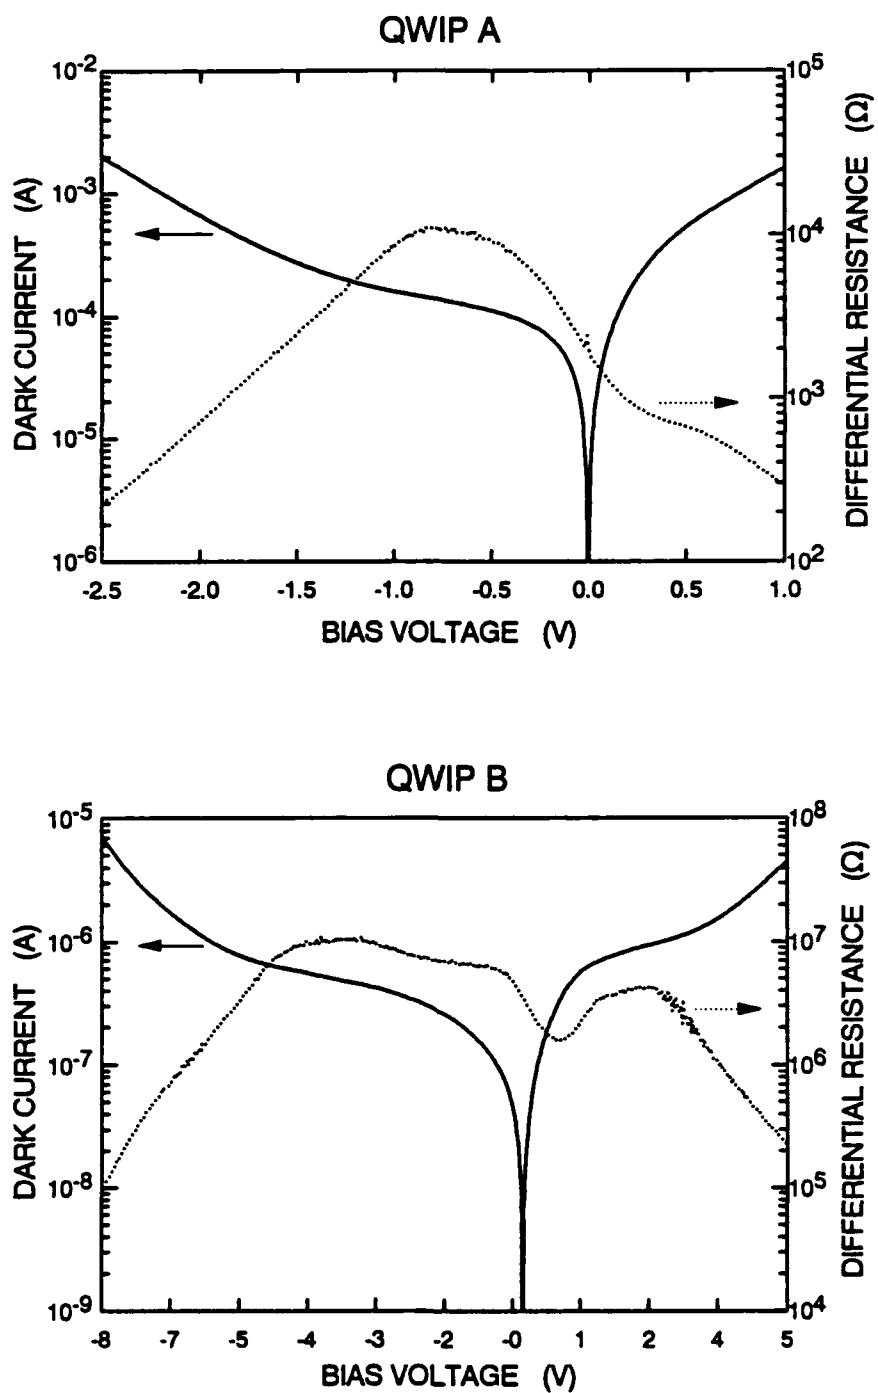 QWIP A
10-2
10-3
10-4
10-5
10-6
DARK CURRENT (A)
105
104
103
102
DIFFERENTIAL RESISTANCE (Ω)
-2.5 -2.0 -1.5 -1.0 -0.5 0.0 0.5 1.0
BIAS VOLTAGE (V)
QWIP B
10-5
10-6
10-7
10-8
10-9
DARK CURRENT (A)
108
107
106
105
104
DIFFERENTIAL RESISTANCE (Ω)
-8 -7 -5 -4 -3 -2 -0 1 2 4 5
BIAS VOLTAGE (V)